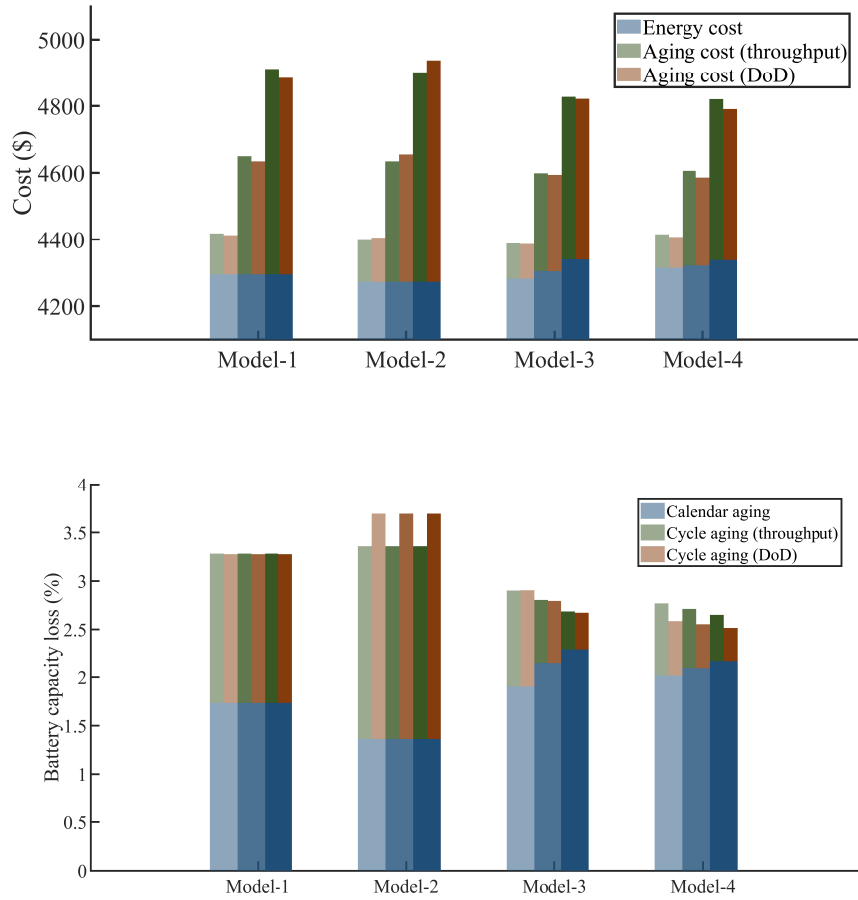 5000
4800
4600
4400
4200
Cost ($)
Energy cost
Aging cost (throughput)
Aging cost (DoD)
Model-1
Model-2
Model-3
Model-4
4
3.5
3
2.5
2
1.5
1
0.5
0
Battery capacity loss (%)
Calendar aging
Cycle aging (throughput)
Cycle aging (DoD)
Model-1
Model-2
Model-3
Model-4